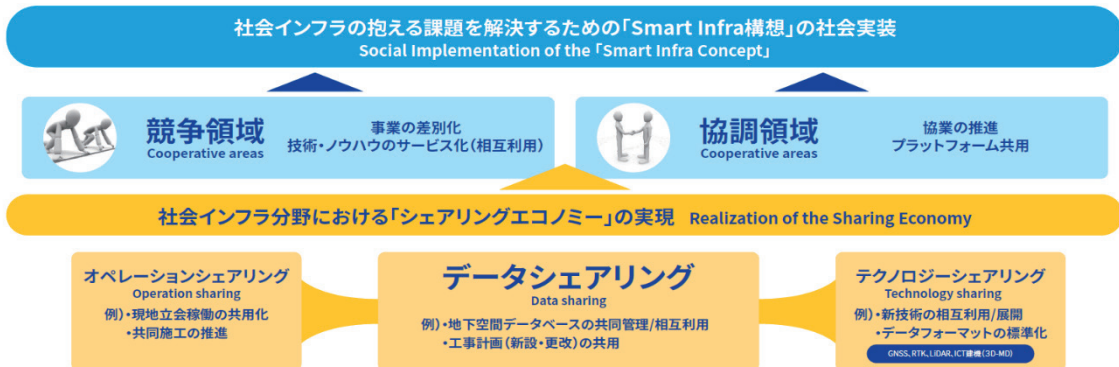 社会インフラの抱える課題を解決するための「Smart Infra構想」の社会実装
Social Implementation of the「Smart Infra Concept」
競争領域
Cooperative areas
事業の差別化
技術・ノウハウのサービス化(相互利用)
協調領域
Cooperative areas
協業の推進
プラットフォーム共用
社会インフラ分野における「シェアリングエコノミー」の実現 Realization of the Sharing Economy
オペレーションシェアリング
Operation sharing
例)・現地立会稼働の共用化
・共同施工の推進
データシェアリング
Data sharing
例)・地下空間データベースの共同管理/相互利用
・工事計画(新設・更改)の共用
テクノロジーシェアリング
Technology sharing
例)・新技術の相互利用/展開
・データフォーマットの標準化
GNSS、RTK、LiDAR、ICT建機(3D-MD)